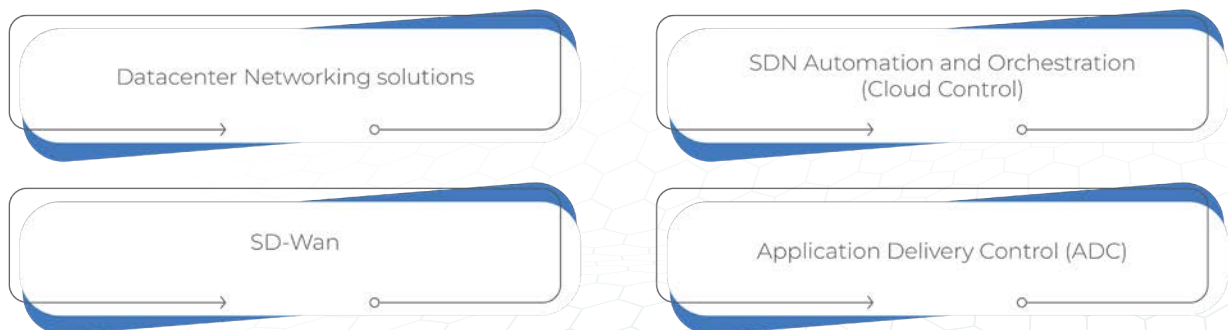 Datacenter Networking solutions
SDN Automation and Orchestration
(Cloud Control)
SD-Wan
Application Delivery Control (ADC)